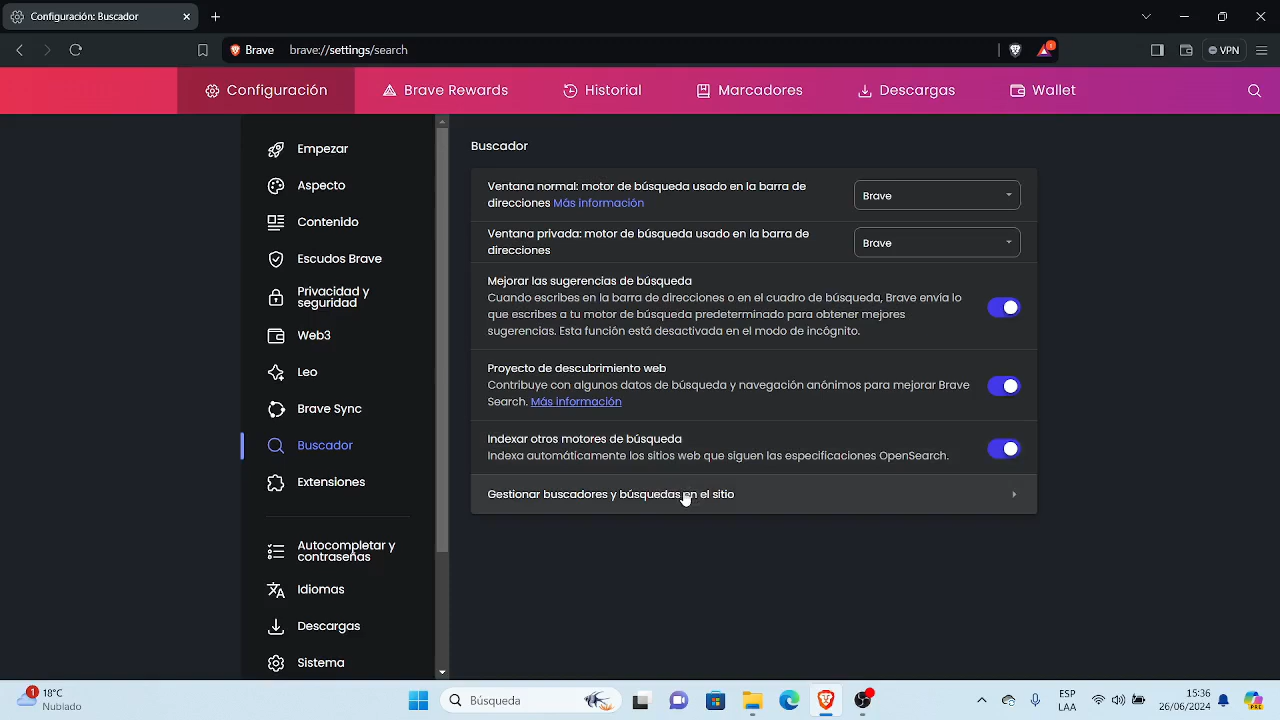 Configuración: Buscador
Brave brave://settings/search
1
VPN
Configuración
Brave Rewards
Historial
Marcadores
Descargas
Wallet
Empezar
Aspecto
Contenido
Escudos Brave
Privacidad y
seguridad
Web3
Leo
Brave Sync
Buscador
Extensiones
Autocompletar y
contraseñas
Idiomas
Descargas
Sistema
Buscador
Ventana normal: motor de búsqueda usado en la barra de
direcciones Más información
Brave
Ventana privada: motor de búsqueda usado en la barra de
direcciones
Brave
Mejorar las sugerencias de búsqueda
Cuando escribes en la barra de direcciones o en el cuadro de búsqueda, Brave envía lo
que escribes a tu motor de búsqueda predeterminado para obtener mejores
sugerencias. Esta función está desactivada en el modo de incógnito.
Proyecto de descubrimiento web
Contribuye con algunos datos de búsqueda y navegación anónimos para mejorar Brave
Search. Más información
Indexar otros motores de búsqueda
Indexa automáticamente los sitios web que siguen las especificaciones OpenSearch.
Gestionar buscadores y búsquedas en el sitio
1
18°C
Nublado
Búsqueda
ESP
LAA
15:36
26/06/2024
PRE